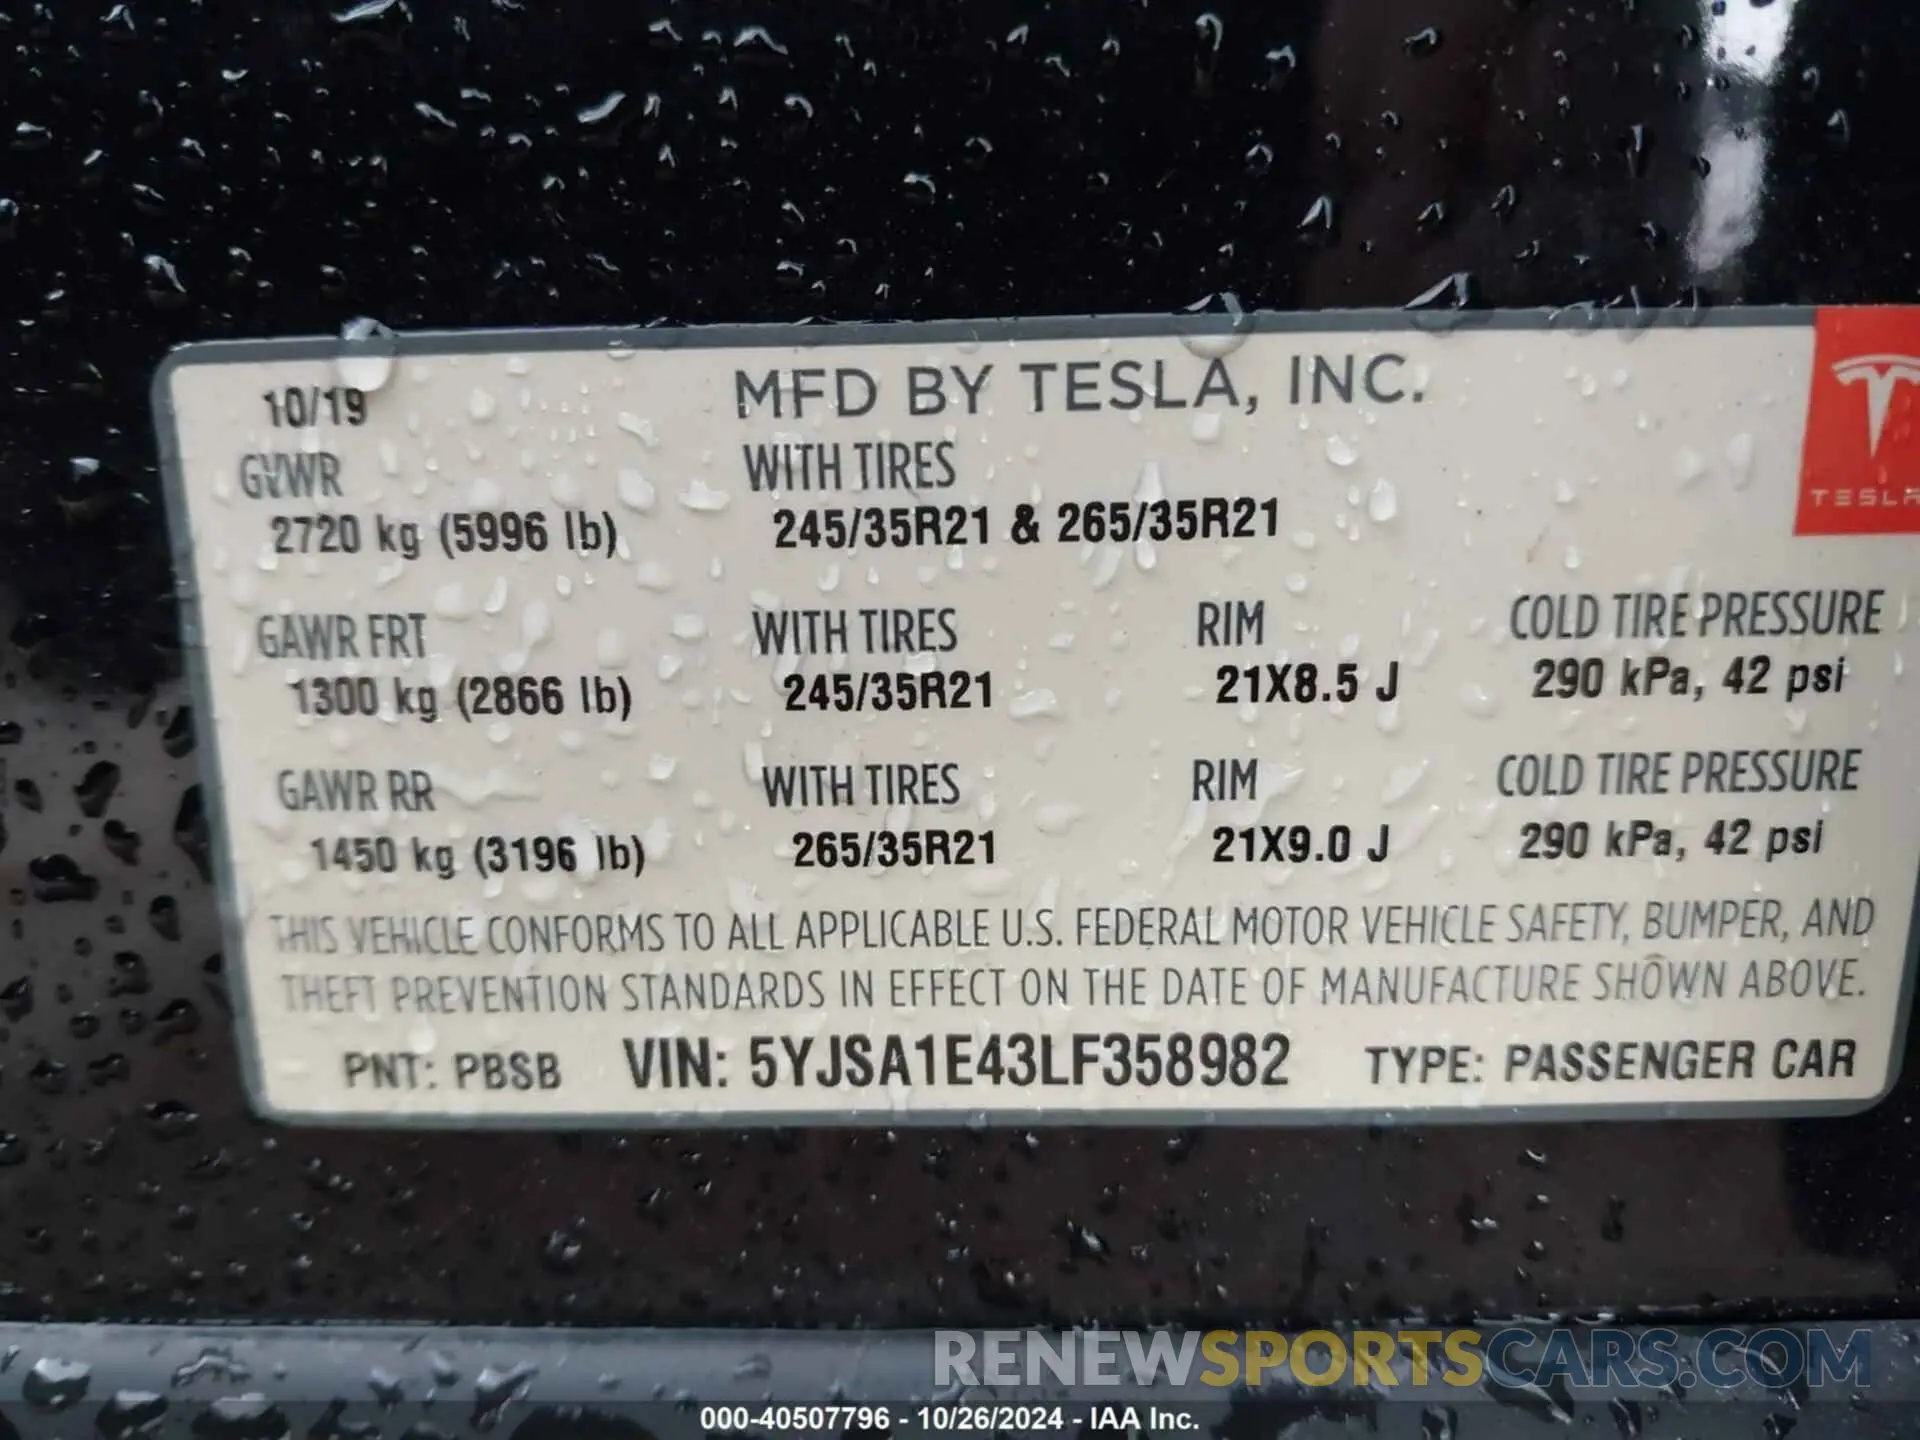 10/19 MFD BY TESLA, INC.
TESLA
GVWR WITH TIRES
2720 kg (5996 lb) 245/35R21 & 265/35R21
GAWR FRT WITH TIRES RIM COLD TIRE PRESSURE
1300 kg (2866 lb) 245/35R21 21X8.5 J 290 kPa, 42 psi
GAWR RR WITH TIRES RIM COLD TIRE PRESSURE
1450 kg (3196 lb) 265/35R21 21X9.0 J 290 kPa, 42 psi
THIS VEHICLE CONFORMS TO ALL APPLICABLE U.S. FEDERAL MOTOR VEHICLE SAFETY, BUMPER, AND
THEFT PREVENTION STANDARDS IN EFFECT ON THE DATE OF MANUFACTURE SHOWN ABOVE.
PNT: PBSB VIN: 5YJSA1E43LF358982 TYPE: PASSENGER CAR
RENEWSPORTSCARS.COM
000-40507796 - 10/26/2024 - IAA Inc.